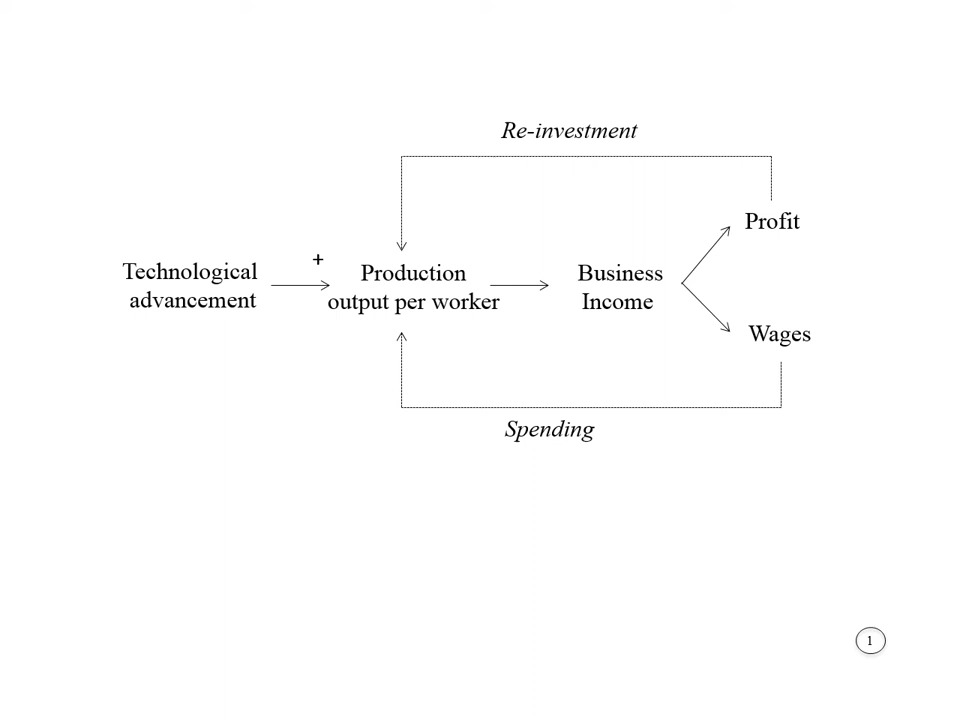 Re-investment
Profit
+
Technological
advancement
Production
output per worker
Business
Income
Wages
Spending
1